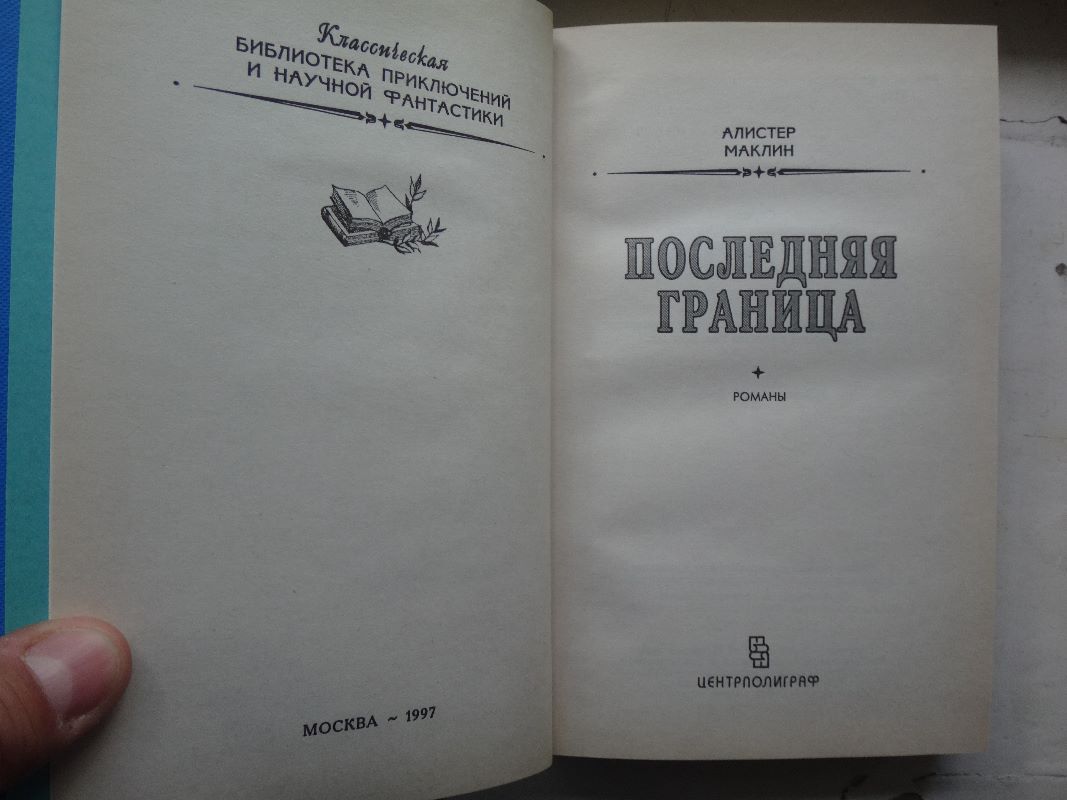 Классическая
БИБЛИОТЕКА ПРИКЛЮЧЕНИЙ
И НАУЧНОЙ ФАНТАСТИКИ
МОСКВА ~ 1997
АЛИСТЕР
МАКЛИН
ПОСЛЕДНЯЯ
ГРАНИЦА
РОМАНЫ
ЦЕНТРПОЛИГРАФ